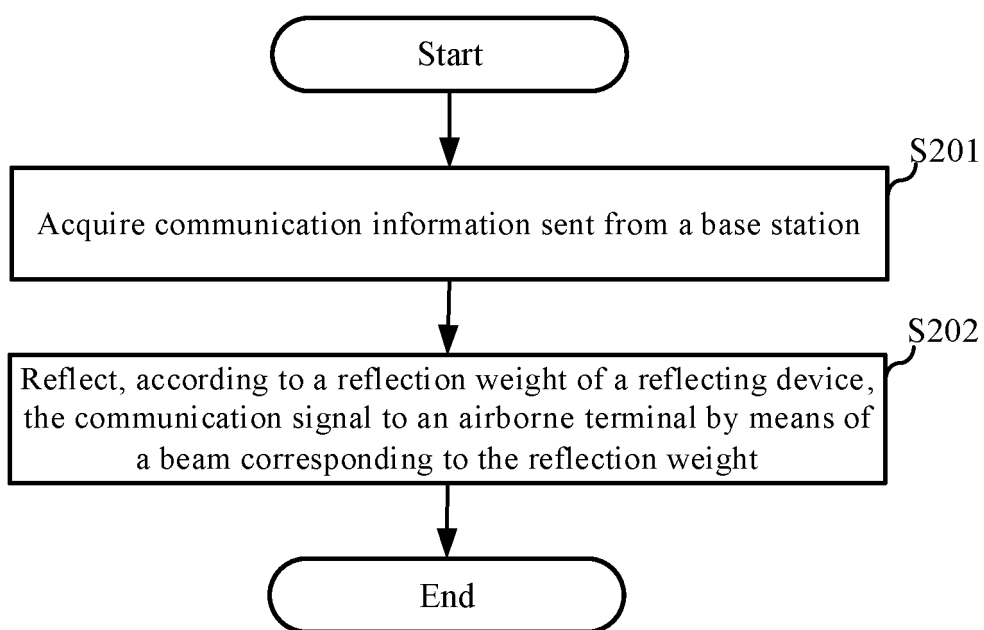 Start
S201
Acquire communication information sent from a base station
S202
Reflect, according to a reflection weight of a reflecting device,
the communication signal to an airborne terminal by means of
a beam corresponding to the reflection weight
End